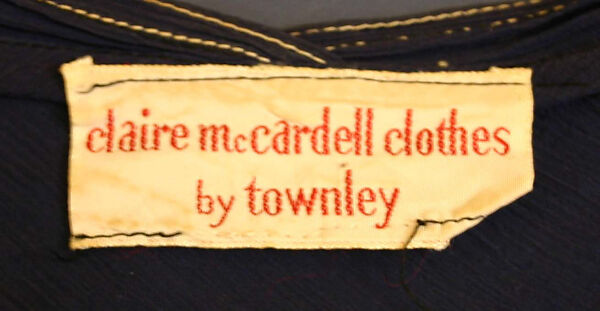 claire mccardell clothes
by townley